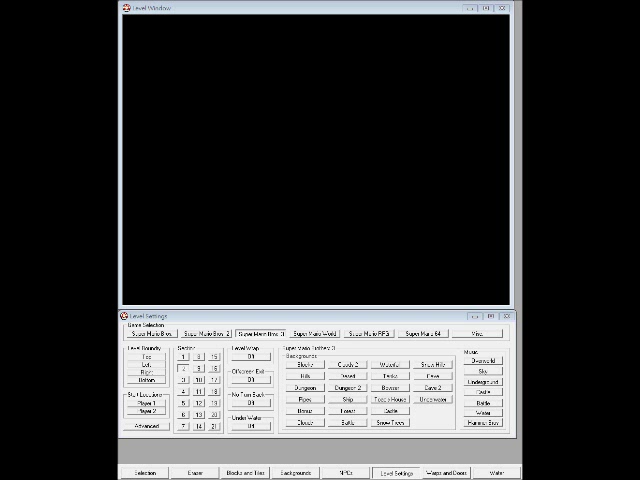 Level Window
Level Settings
Game Selection
Super Mario Bros. Super Mario Bros. 2 Super Mario Bros. 3 Super Mario World Super Mario RPG Super Mario 64 Misc.
Level Boundry Section Level Wrap Super Mario Brothers 3 Music
Top 1 8 15 Off Backgrounds Overworld
Left Blocks Clouds 2 Waterfall Snow Hills
Right 2 9 16 Offscreen Exit Sky
Bottom 3 10 17 Off Hills Desert Tanks Cave Underground
Start Locations 4 11 18 No Turn Back Dungeon Dungeon 2 Bowser Cave 2 Castle
Player 1 5 12 19 Off Pipes Ship Toad's House Underwater Battle
Player 2 6 13 20 Under Water Bonus Forest Castle Water
Advanced 7 14 21 Off Cloudy Battle Snow Trees Hammer Bros
Selection Eraser Blocks and Tiles Backgrounds NPCs Level Settings Warps and Doors Water